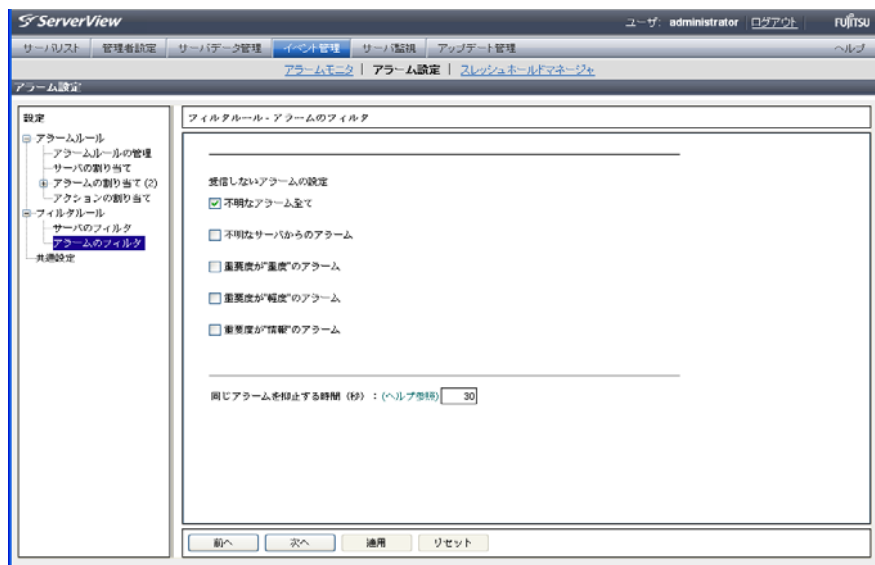 ServerView
ユーザ: administrator ログアウト FUJITSU
サーバリスト 管理者設定 サーバデータ管理 イベント管理 サーバ監視 アップデート管理 ヘルプ
アラームモニタ | アラーム設定 | スレッショホールドマネージャ
アラーム設定
設定
アラームルール
アラームルールの管理
サーバの割り当て
アラームの割り当て (2)
アクションの割り当て
フィルタルール
サーバのフィルタ
アラームのフィルタ
共通設定
フィルタルール - アラームのフィルタ
受信しないアラームの設定
不明なアラーム全て
不明なサーバからのアラーム
重要度が"重度"のアラーム
重要度が"軽度"のアラーム
重要度が"情報"のアラーム
同じアラームを抑止する時間（秒）：(ヘルプ参照) 30
前へ 次へ 適用 リセット